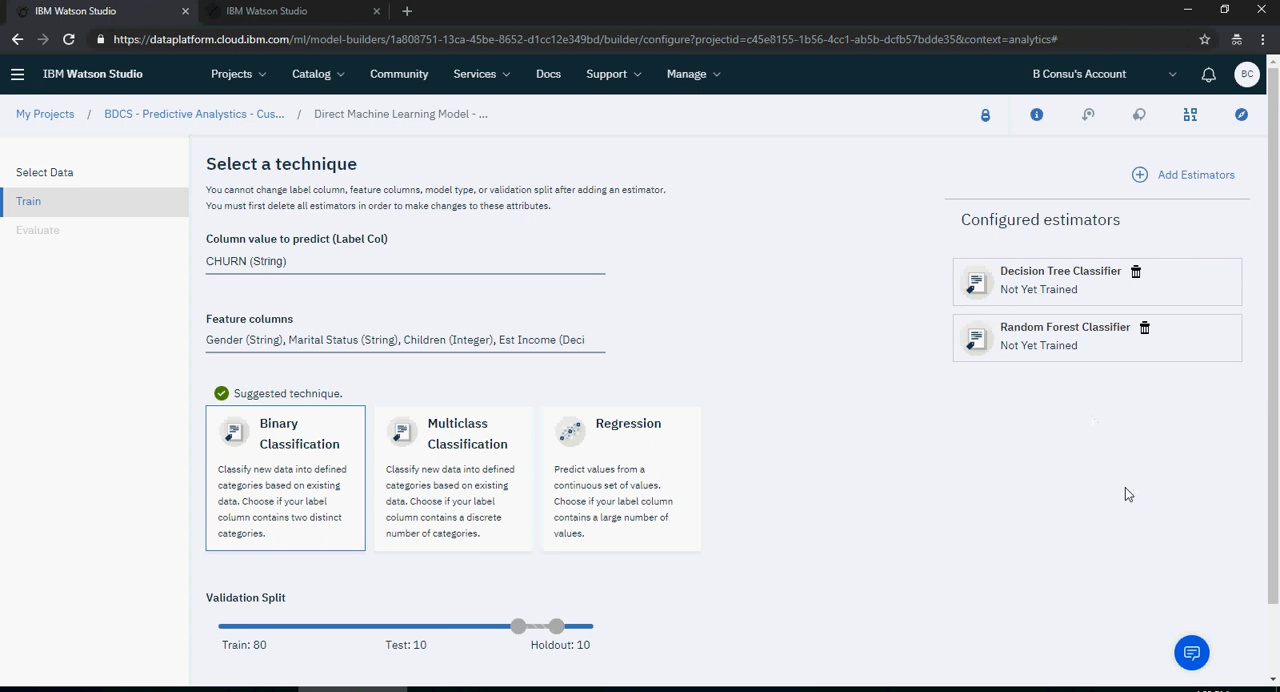 IBM Watson Studio
IBM Watson Studio
https://dataplatform.cloud.ibm.com/ml/model-builders/1a808751-13ca-45be-8652-d1cc12e349bd/builder/configure?projectid=c45e8155-1b56-4cc1-ab5b-dcfb57bdde35&context=analytics#
IBM Watson Studio Projects Catalog Community Services Docs Support Manage B Consu's Account BC
My Projects / BDCS - Predictive Analystics - Cus... / Direct Machine Learning Model - ...
Select Data
Train
Evaluate
Select a technique
You cannot change label column, feature columns, model type, or validation split after adding an estimator.
You must first delete all estimators in order to make changes to these attributes.
Column value to predict (Label Col)
CHURN (String)
Feature columns
Gender (String), Marital Status (String), Children (Integer), Est Income (Deci
Suggested technique.
Binary
Classification
Classify new data into defined
categories based on existing
data. Choose if your label
column contains two distinct
categories.
Multiclass
Classification
Classify new data into defined
categories based on existing
data. Choose if your label
column contains a discrete
number of categories.
Regression
Predict values from a
continuous set of values.
Choose if your label column
contains a large number of
values.
Validation Split
Train: 80 Test: 10 Holdout: 10
Add Estimators
Configured estimators
Decision Tree Classifier
Not Yet Trained
Random Forest Classifier
Not Yet Trained